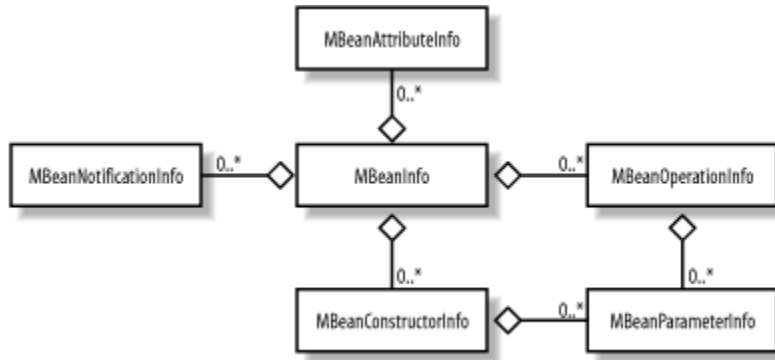 MBeanAttributeInfo
0..*
MBeanNotificationInfo
0..*
MBeanInfo
0..*
MBeanOperationInfo
0..*
0..*
MBeanConstructorInfo
0..*
MBeanParameterInfo